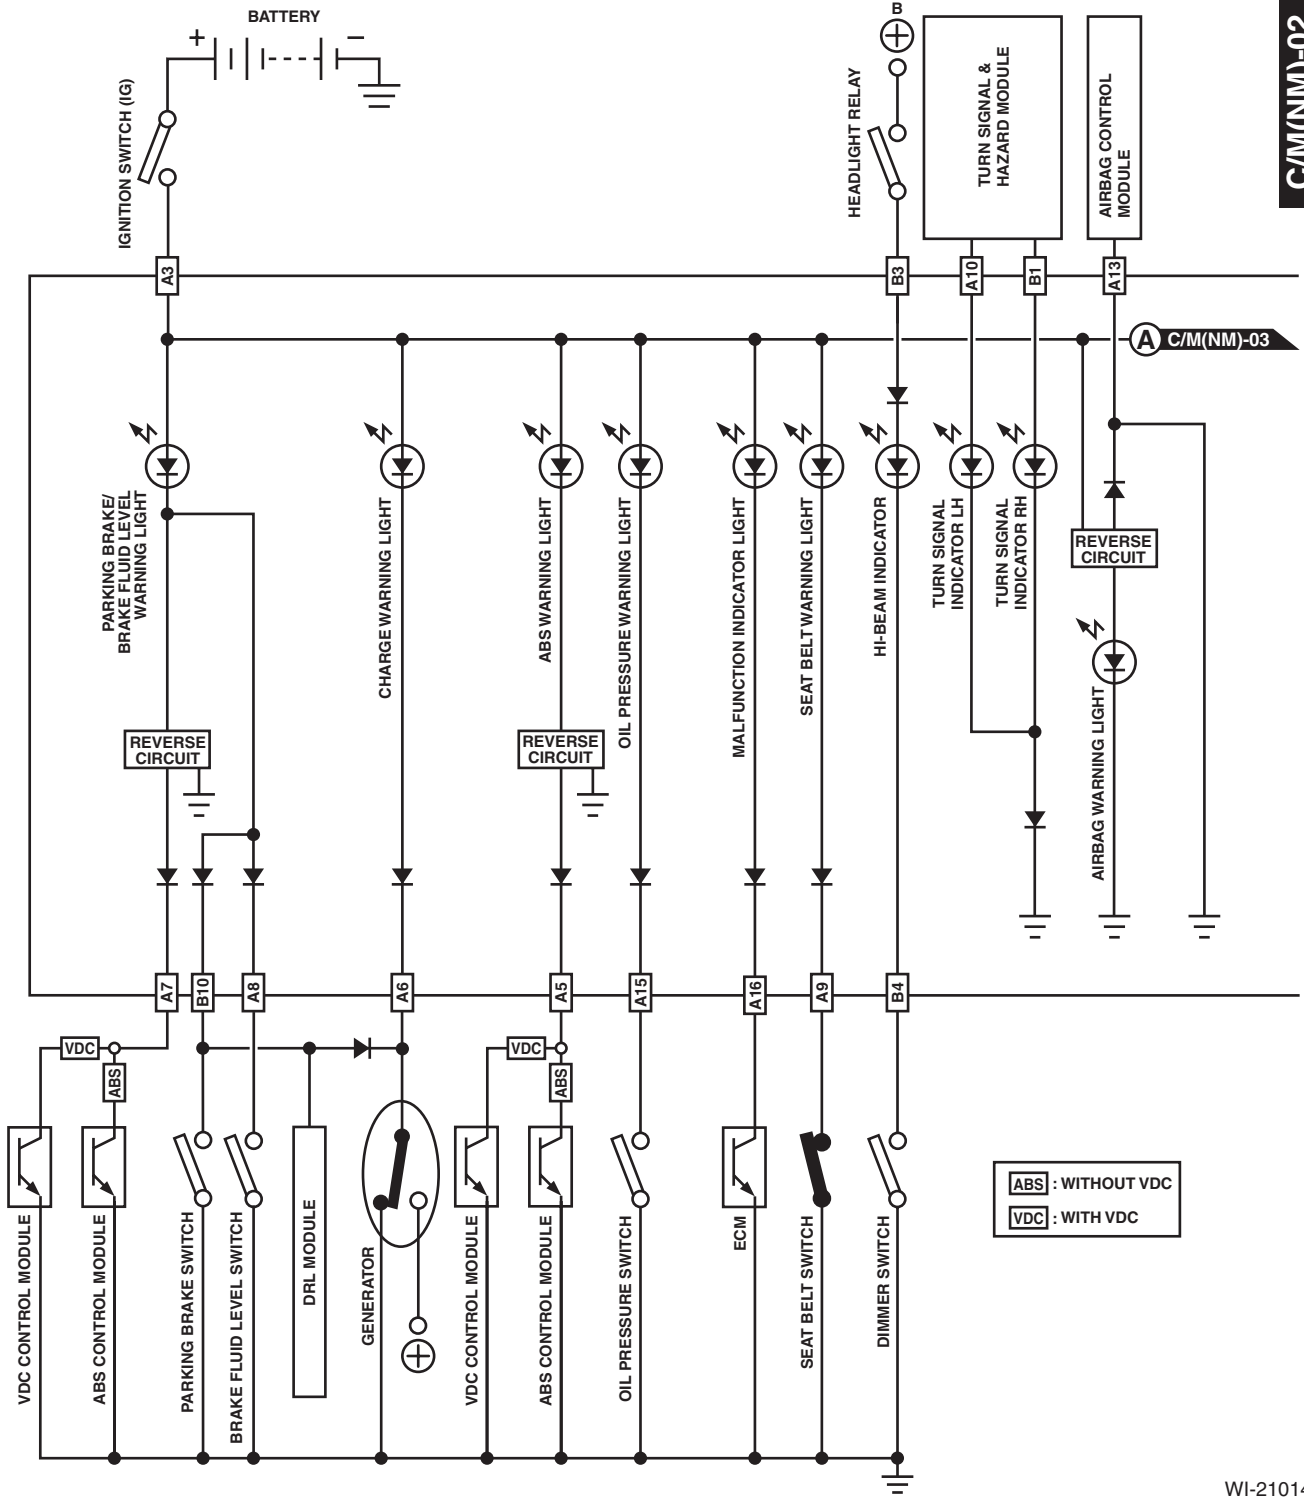 BATTERY
+
−
IGNITION SWITCH (IG)
B
HEADLIGHT RELAY
TURN SIGNAL &
HAZARD MODULE
AIRBAG CONTROL
MODULE
C/M(NM)-02
A3
B3
A10
B1
A13
A
C/M(NM)-03
PARKING BRAKE/
BRAKE FLUID LEVEL
WARNING LIGHT
CHARGE WARNING LIGHT
ABS WARNING LIGHT
OIL PRESSURE WARNING LIGHT
MALFUNCTION INDICATOR LIGHT
SEAT BELT WARNING LIGHT
HI-BEAM INDICATOR
TURN SIGNAL
INDICATOR LH
TURN SIGNAL
INDICATOR RH
REVERSE
CIRCUIT
AIRBAG WARNING LIGHT
REVERSE
CIRCUIT
REVERSE
CIRCUIT
A7
B10
A8
A6
A5
A15
A16
A9
B4
VDC
ABS
VDC
ABS
VDC CONTROL MODULE
ABS CONTROL MODULE
PARKING BRAKE SWITCH
BRAKE FLUID LEVEL SWITCH
DRL MODULE
GENERATOR
VDC CONTROL MODULE
ABS CONTROL MODULE
OIL PRESSURE SWITCH
ECM
SEAT BELT SWITCH
DIMMER SWITCH
ABS : WITHOUT VDC
VDC : WITH VDC
WI-21014